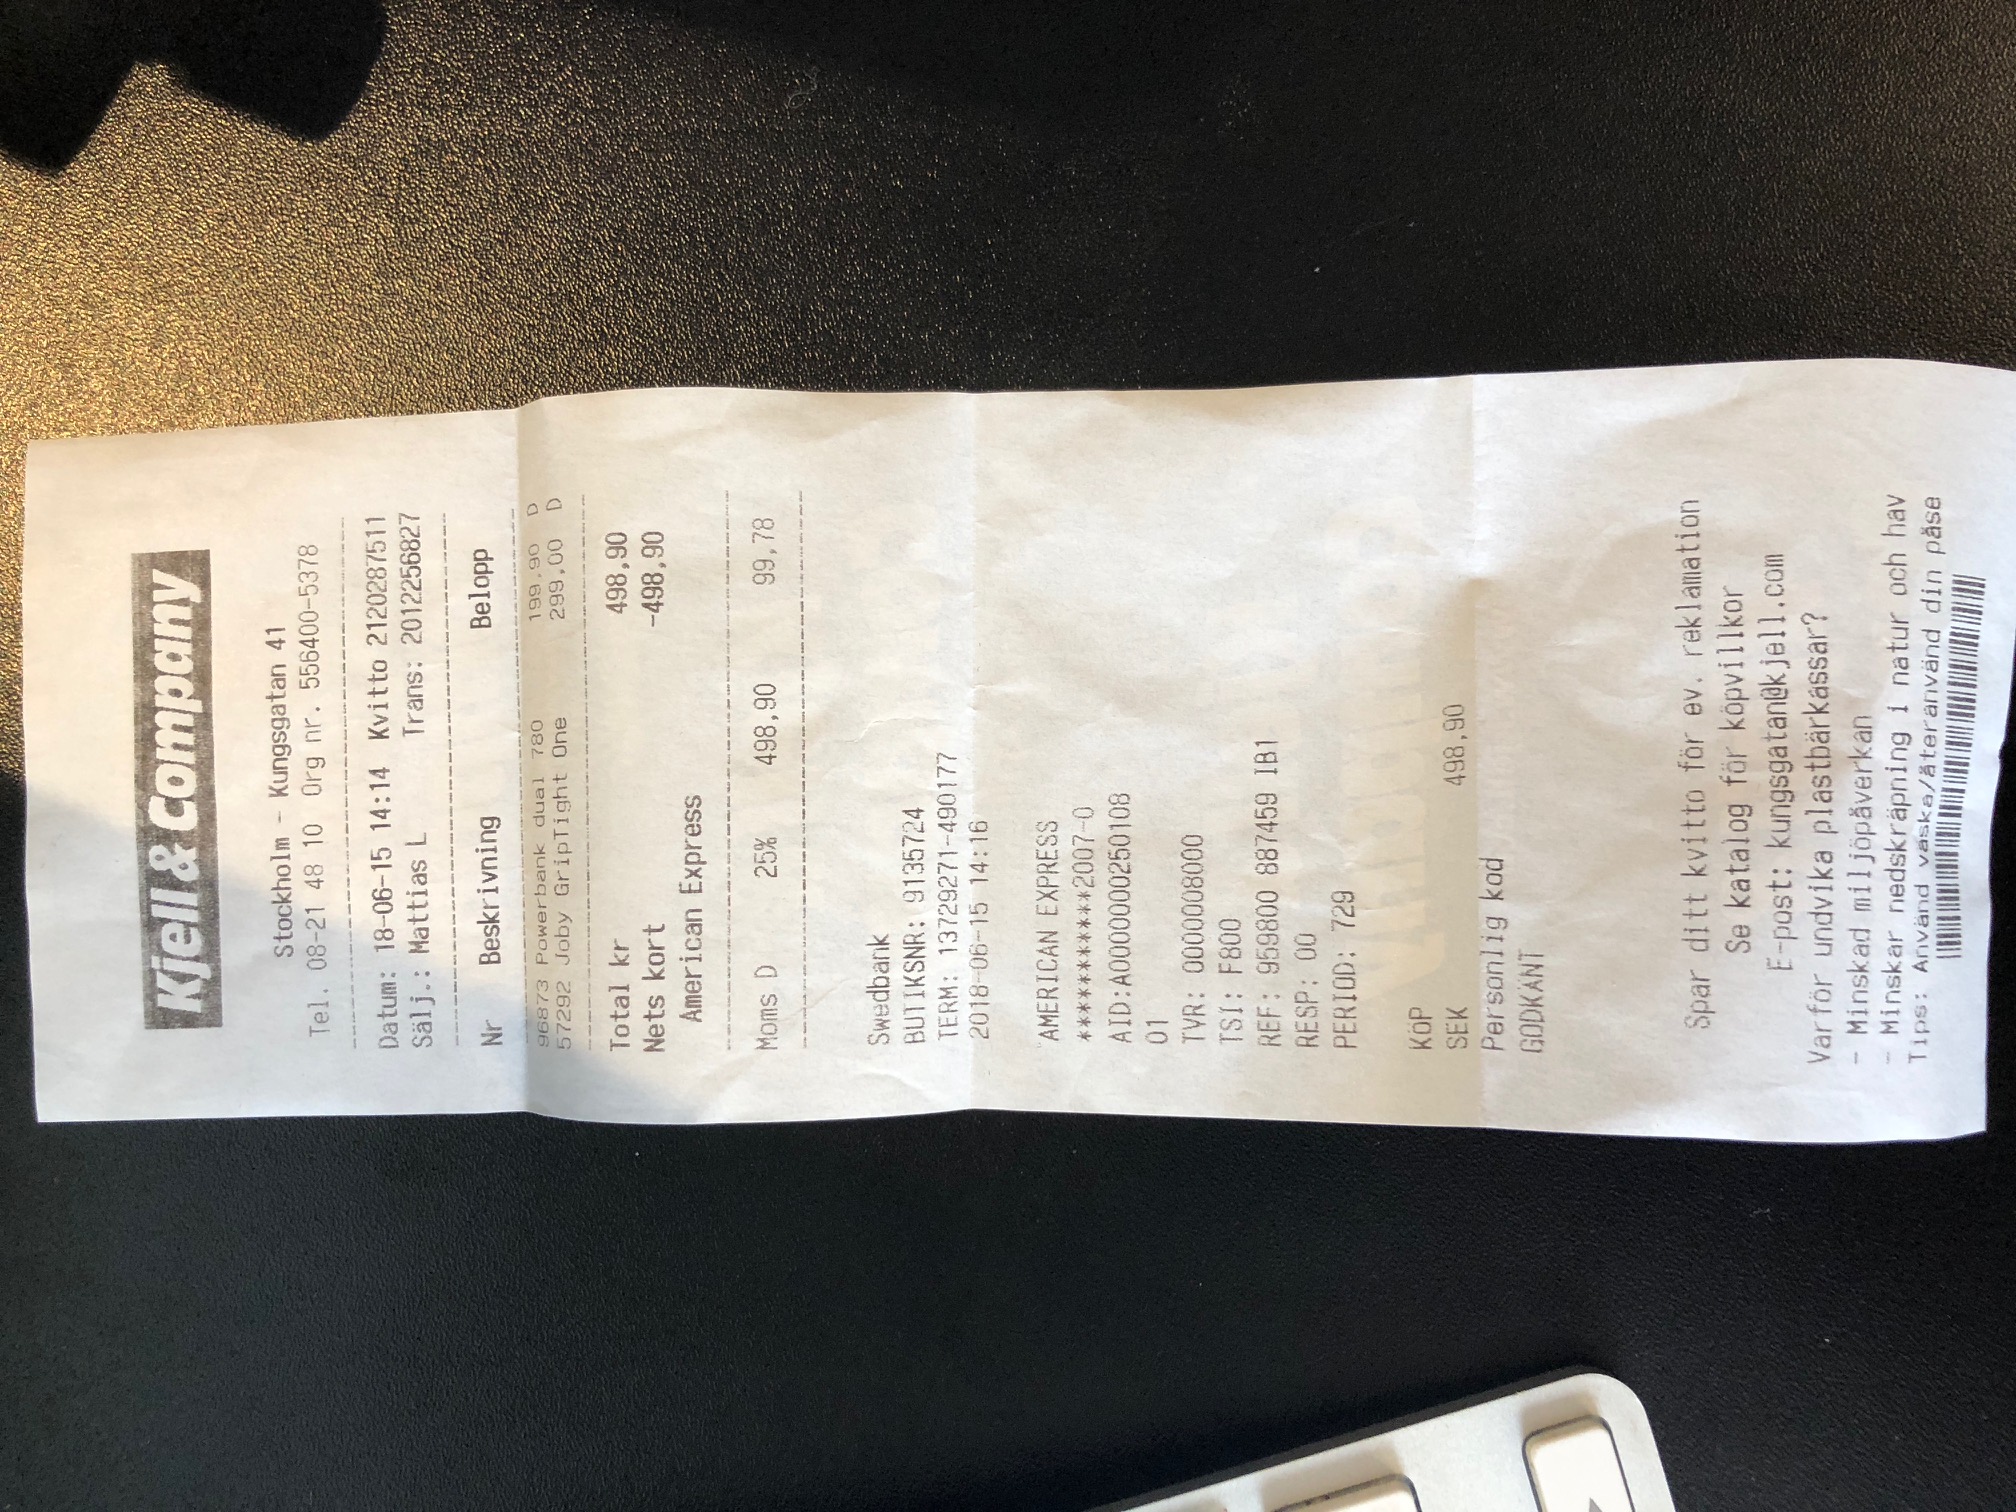 Kjell & Company
Stockholm - Kungsgatan 41
Tel. 08-21 48 10 Org nr. 556400-5378
Datum: 18-06-15 14:14 Kvitto 2120287511
Sälj.: Mattias L Trans: 2012256827
Nr Beskrivning Belopp
96873 Powerbank dual 780 199,90 D
57292 Joby GripTight One 299,00 D
Total kr 498,90
Nets kort -498,90
American Express
Moms D 25% 498,90 99,78
Swedbank
BUTIKSNR: 9135724
TERM: 13729271-490177
2018-06-15 14:16
AMERICAN EXPRESS
***********2007-0
AID:A0000000250108
01
TVR: 0000008000
TSI: F800
REF: 959800 887459 IB1
RESP: 00
PERIOD: 729
KÖP
SEK 498,90
Personlig kod
GODKÄNT
Spar ditt kvitto för ev. reklamation
Se katalog för köpvillkor
E-post: kungsgatan@kjell.com
Varför undvika plastbärkassar?
- Minskad miljöpåverkan
- Minskar nedskräpning i natur och hav
Tips: Använd väska/återanvänd din påse